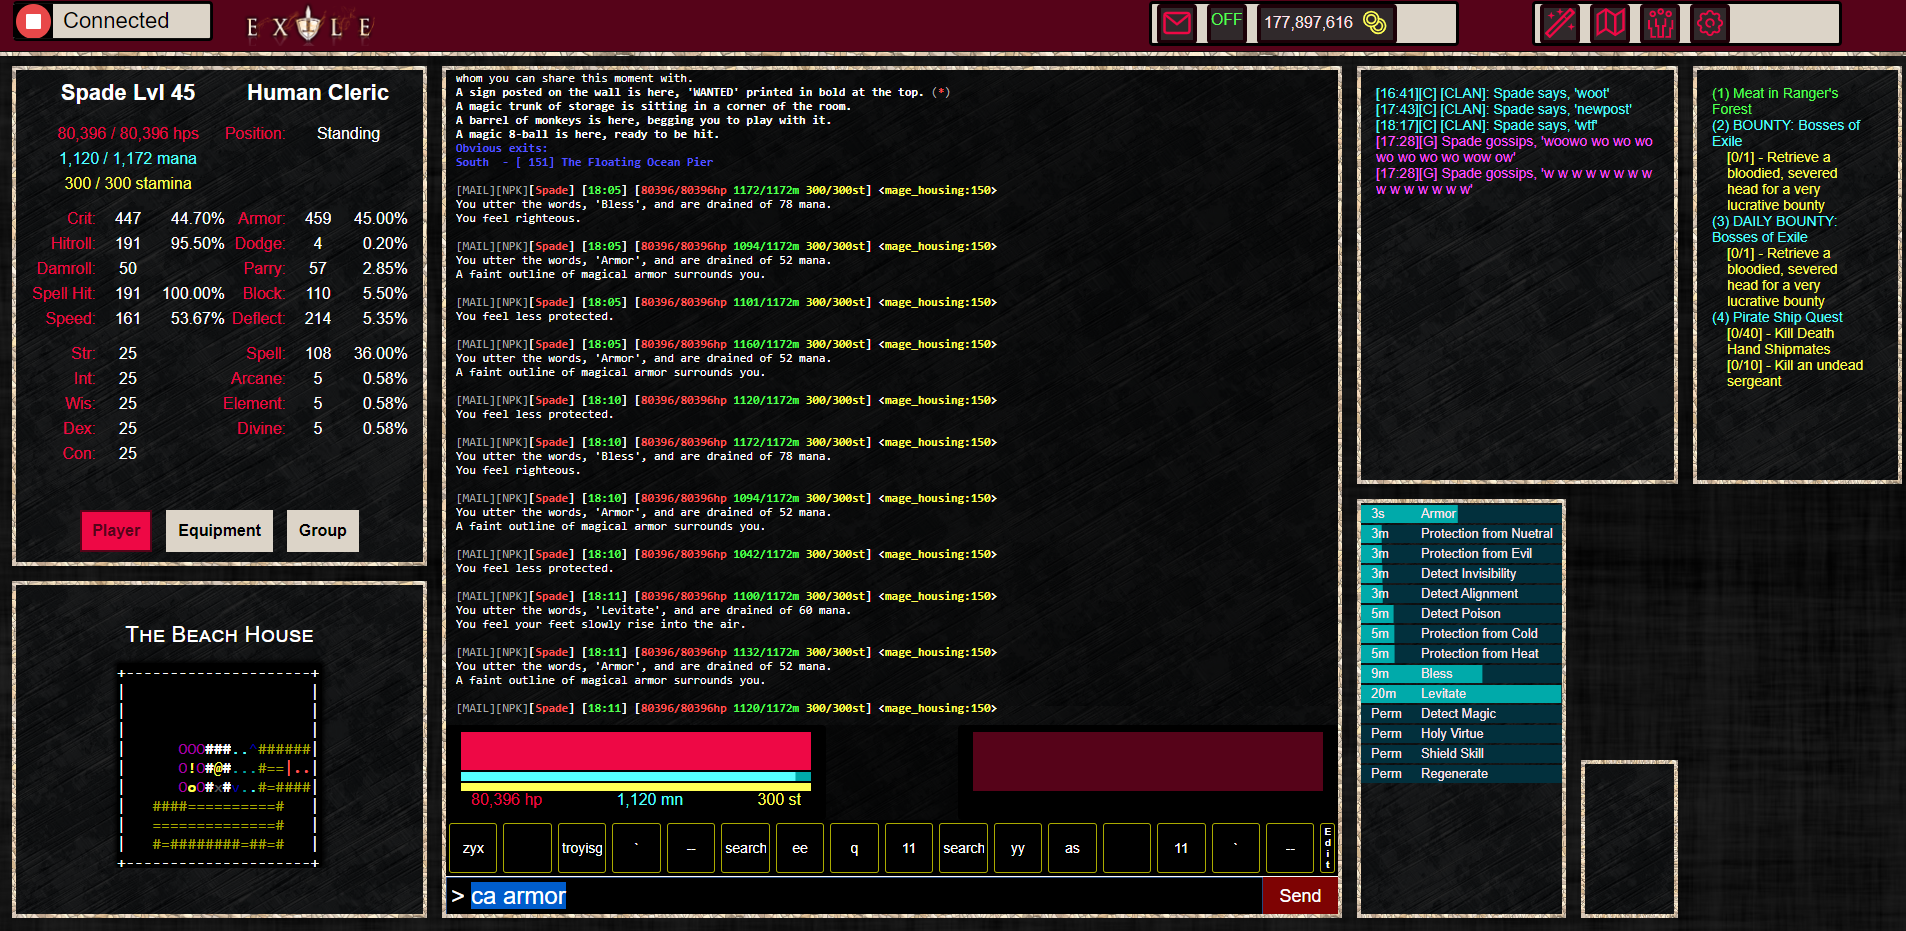 Connected
EXILE
OFF
177,897,616
Spade Lvl 45 Human Cleric
80,396 / 80,396 hps Position: Standing
1,120 / 1,172 mana
300 / 300 stamina
Crit: 447 44.70% Armor: 459 45.00%
Hitroll: 191 95.50% Dodge: 4 0.20%
Damroll: 50 Parry: 57 2.85%
Spell Hit: 191 100.00% Block: 110 5.50%
Speed: 161 53.67% Deflect: 214 5.35%
Str: 25 Spell: 108 36.00%
Int: 25 Arcane: 5 0.58%
Wis: 25 Element: 5 0.58%
Dex: 25 Divine: 5 0.58%
Con: 25
Player Equipment Group
The Beach House
+---------------------+
OOO###..^######|
O!O#@#...#==|..|
OoO#x#v..#=####|
####==========#
==============#
#=########=##=#
+---------------------+
whom you can share this moment with.
A sign posted on the wall is here, 'WANTED' printed in bold at the top. (*)
A magic trunk of storage is sitting in a corner of the room.
A barrel of monkeys is here, begging you to play with it.
A magic 8-ball is here, ready to be hit.
Obvious exits:
South - [ 151] The Floating Ocean Pier
[MAIL][NPK][Spade] [18:05] [80396/80396hp 1172/1172m 300/300st] <mage_housing:150>
You utter the words, 'Bless', and are drained of 78 mana.
You feel righteous.
[MAIL][NPK][Spade] [18:05] [80396/80396hp 1094/1172m 300/300st] <mage_housing:150>
You utter the words, 'Armor', and are drained of 52 mana.
A faint outline of magical armor surrounds you.
[MAIL][NPK][Spade] [18:05] [80396/80396hp 1101/1172m 300/300st] <mage_housing:150>
You feel less protected.
[MAIL][NPK][Spade] [18:05] [80396/80396hp 1160/1172m 300/300st] <mage_housing:150>
You utter the words, 'Armor', and are drained of 52 mana.
A faint outline of magical armor surrounds you.
[MAIL][NPK][Spade] [18:10] [80396/80396hp 1120/1172m 300/300st] <mage_housing:150>
You feel less protected.
[MAIL][NPK][Spade] [18:10] [80396/80396hp 1172/1172m 300/300st] <mage_housing:150>
You utter the words, 'Bless', and are drained of 78 mana.
You feel righteous.
[MAIL][NPK][Spade] [18:10] [80396/80396hp 1094/1172m 300/300st] <mage_housing:150>
You utter the words, 'Armor', and are drained of 52 mana.
A faint outline of magical armor surrounds you.
[MAIL][NPK][Spade] [18:10] [80396/80396hp 1042/1172m 300/300st] <mage_housing:150>
You feel less protected.
[MAIL][NPK][Spade] [18:11] [80396/80396hp 1100/1172m 300/300st] <mage_housing:150>
You utter the words, 'Levitate', and are drained of 60 mana.
You feel your feet slowly rise into the air.
[MAIL][NPK][Spade] [18:11] [80396/80396hp 1132/1172m 300/300st] <mage_housing:150>
You utter the words, 'Armor', and are drained of 52 mana.
A faint outline of magical armor surrounds you.
[MAIL][NPK][Spade] [18:11] [80396/80396hp 1120/1172m 300/300st] <mage_housing:150>
80,396 hp 1,120 mn 300 st
zyx troyisg ` -- search ee q 11 search yy as 11 ` -- Edit
> ca armor Send
[16:41][C] [CLAN]: Spade says, 'woot'
[17:43][C] [CLAN]: Spade says, 'newpost'
[18:17][C] [CLAN]: Spade says, 'wtf'
[17:28][G] Spade gossips, 'woowo wo wo wo
wo wo wo wo wow ow'
[17:28][G] Spade gossips, 'w w w w w w w w
w w w w w w w'
(1) Meat in Ranger's
Forest
(2) BOUNTY: Bosses of
Exile
[0/1] - Retrieve a
bloodied, severed
head for a very
lucrative bounty
(3) DAILY BOUNTY:
Bosses of Exile
[0/1] - Retrieve a
bloodied, severed
head for a very
lucrative bounty
(4) Pirate Ship Quest
[0/40] - Kill Death
Hand Shipmates
[0/10] - Kill an undead
sergeant
3s Armor
3m Protection from Nuetral
3m Protection from Evil
3m Detect Invisibility
3m Detect Alignment
5m Detect Poison
5m Protection from Cold
5m Protection from Heat
9m Bless
20m Levitate
Perm Detect Magic
Perm Holy Virtue
Perm Shield Skill
Perm Regenerate